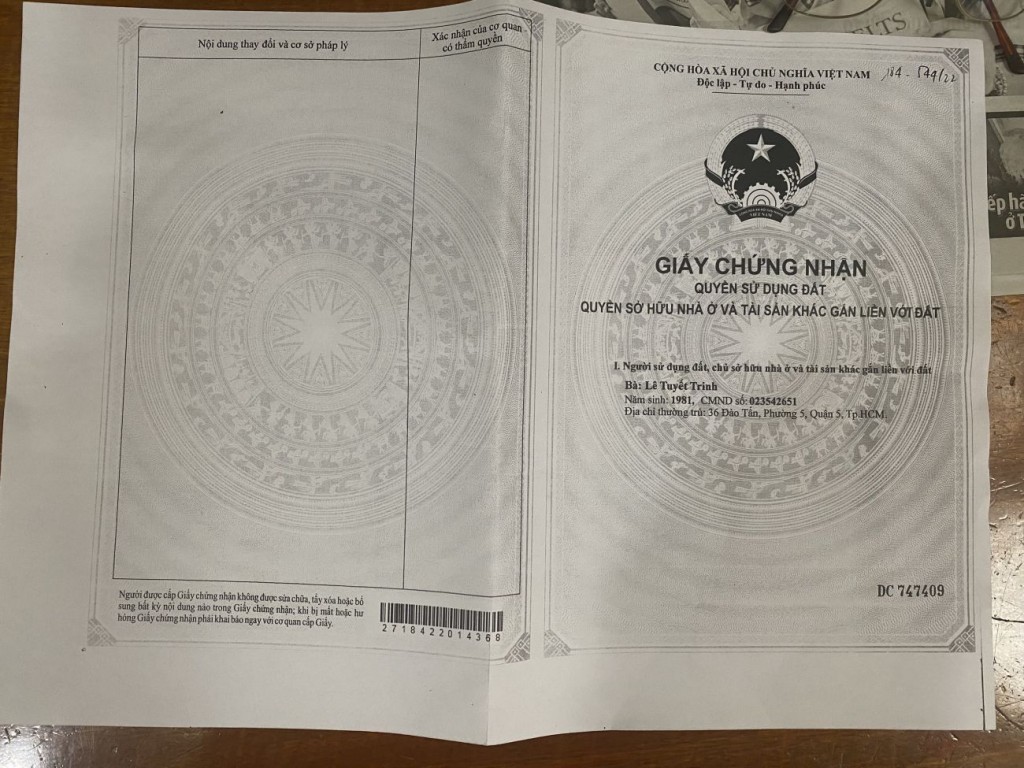 Nội dung thay đổi và cơ sở pháp lý
Xác nhận của cơ quan
có thẩm quyền
Người được cấp Giấy chứng nhận không được sửa chữa, tẩy xóa hoặc bổ
sung bất kỳ nội dung nào trong Giấy chứng nhận; khi bị mất hoặc hư
hỏng Giấy chứng nhận phải khai báo ngay với cơ quan cấp Giấy.
2718422014368
CỘNG HÒA XÃ HỘI CHỦ NGHĨA VIỆT NAM
Độc lập - Tự do - Hạnh phúc
VIỆT NAM
GIẤY CHỨNG NHẬN
QUYỀN SỬ DỤNG ĐẤT
QUYỀN SỞ HỮU NHÀ Ở VÀ TÀI SẢN KHÁC GẮN LIỀN VỚI ĐẤT
I. Người sử dụng đất, chủ sở hữu nhà ở và tài sản khác gắn liền với đất
Bà: Lê Tuyết Trinh
Năm sinh: 1981, CMND số: 023542651
Địa chỉ thường trú: 36 Đào Tấn, Phường 5, Quận 5, Tp.HCM.
DC 747409